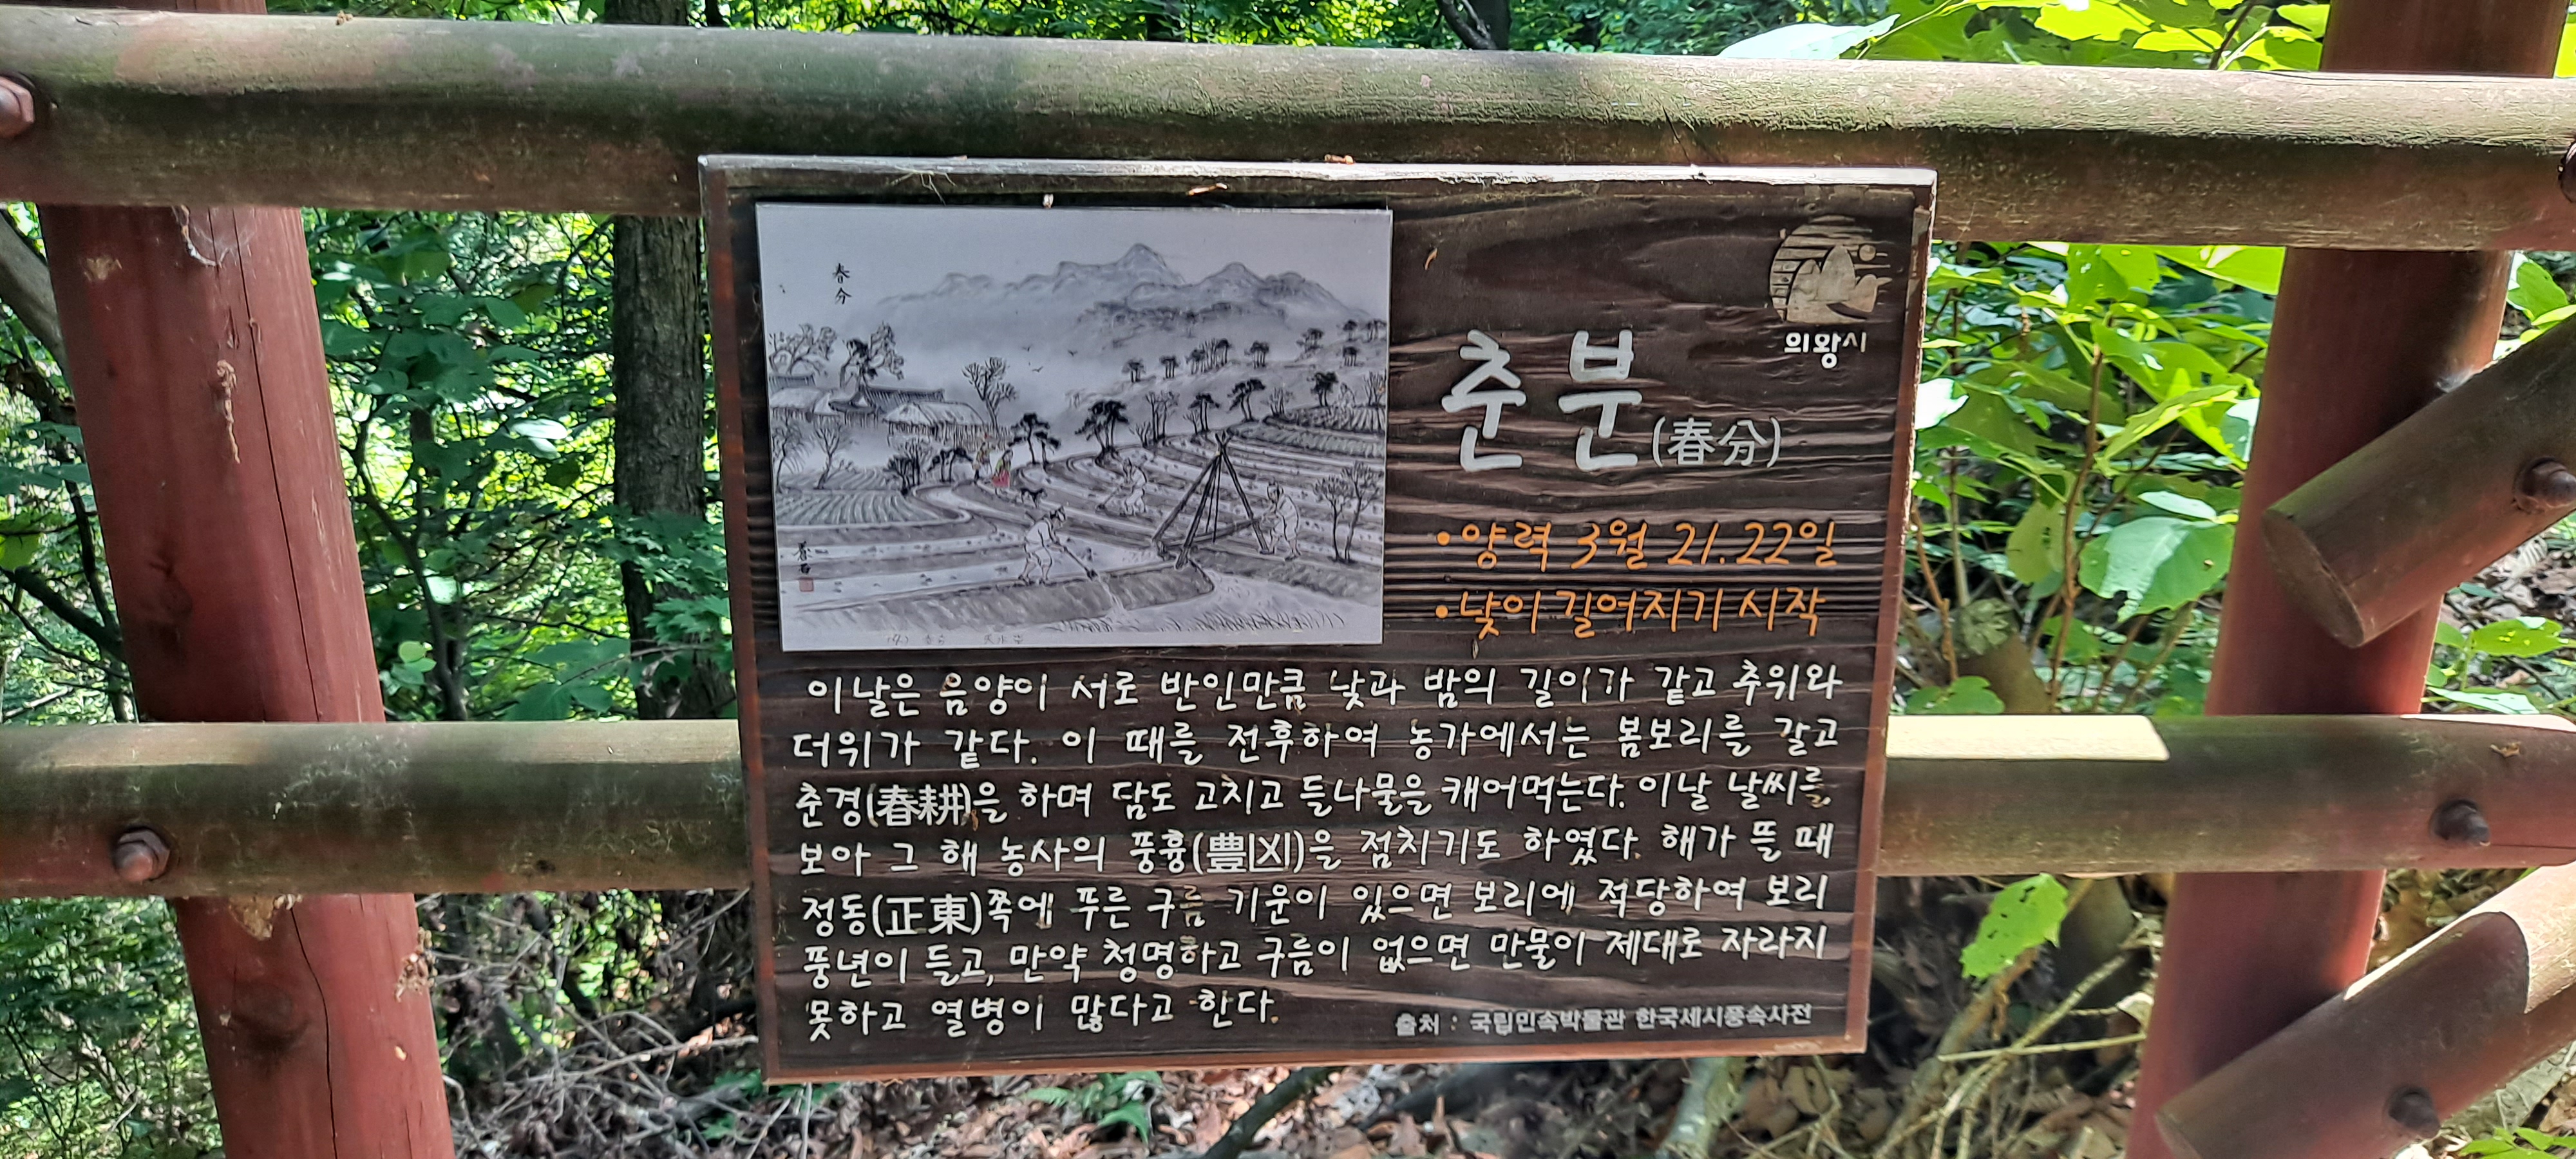 春分
의왕시
춘분(春分)
•양력 3월 21.22일
•낮이 길어지기 시작
이날은 음양이 서로 반인만큼 낮과 밤의 길이가 같고 추위와
더위가 같다. 이 때를 전후하여 농가에서는 봄보리를 갈고
춘경(春耕)을 하며 담도 고치고 들나물을 캐어먹는다. 이날 날씨를
보아 그 해 농사의 풍흉(豊凶)을 점치기도 하였다. 해가 뜰 때
정동(正東)쪽에 푸른 구름 기운이 있으면 보리에 적당하여 보리
풍년이 들고, 만약 청명하고 구름이 없으면 만물이 제대로 자라지
못하고 열병이 많다고 한다.
출처 : 국립민속박물관 한국세시풍속사전